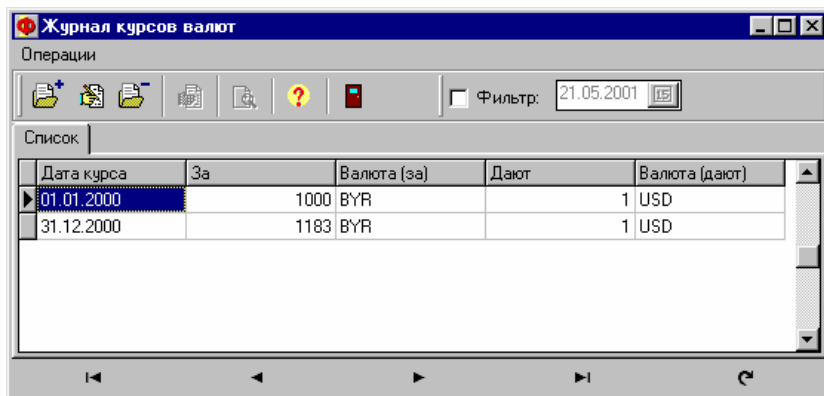 Журнал курсов валют
Операции
Фильтр: 21.05.2001 15
Список
Дата курса За Валюта (за) Дают Валюта (дают)
01.01.2000 1000 BYR 1 USD
31.12.2000 1183 BYR 1 USD